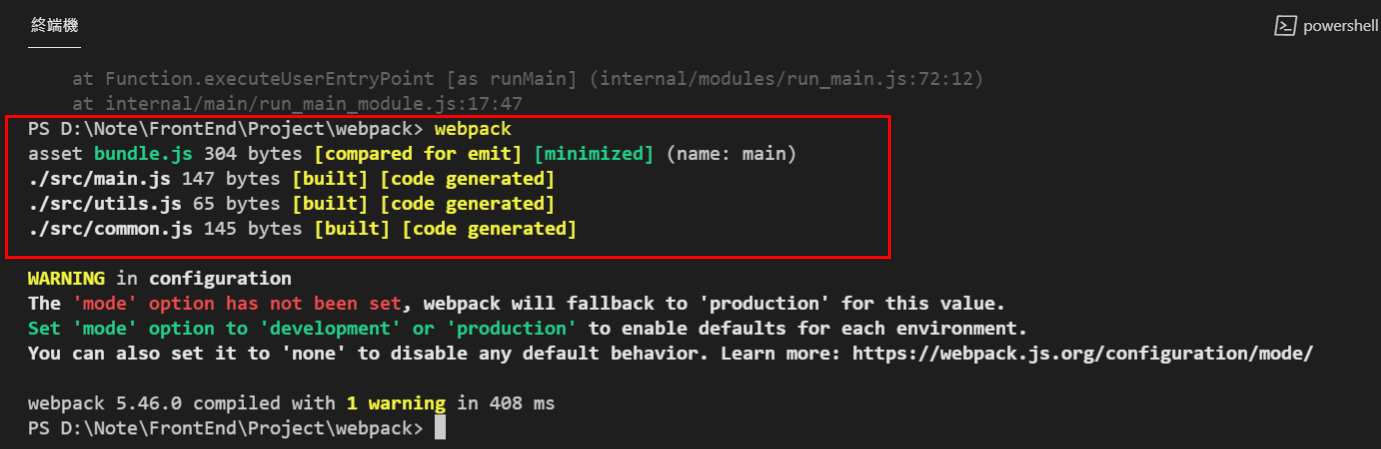 終端機
powershell
at Function.executeUserEntryPoint [as runMain] (internal/modules/run_main.js:72:12)
at internal/main/run_main_module.js:17:47
PS D:\Note\FrontEnd\Project\webpack> webpack
asset bundle.js 304 bytes [compared for emit] [minimized] (name: main)
./src/main.js 147 bytes [built] [code generated]
./src/utils.js 65 bytes [built] [code generated]
./src/common.js 145 bytes [built] [code generated]
WARNING in configuration
The 'mode' option has not been set, webpack will fallback to 'production' for this value.
Set 'mode' option to 'development' or 'production' to enable defaults for each environment.
You can also set it to 'none' to disable any default behavior. Learn more: https://webpack.js.org/configuration/mode/
webpack 5.46.0 compiled with 1 warning in 408 ms
PS D:\Note\FrontEnd\Project\webpack>